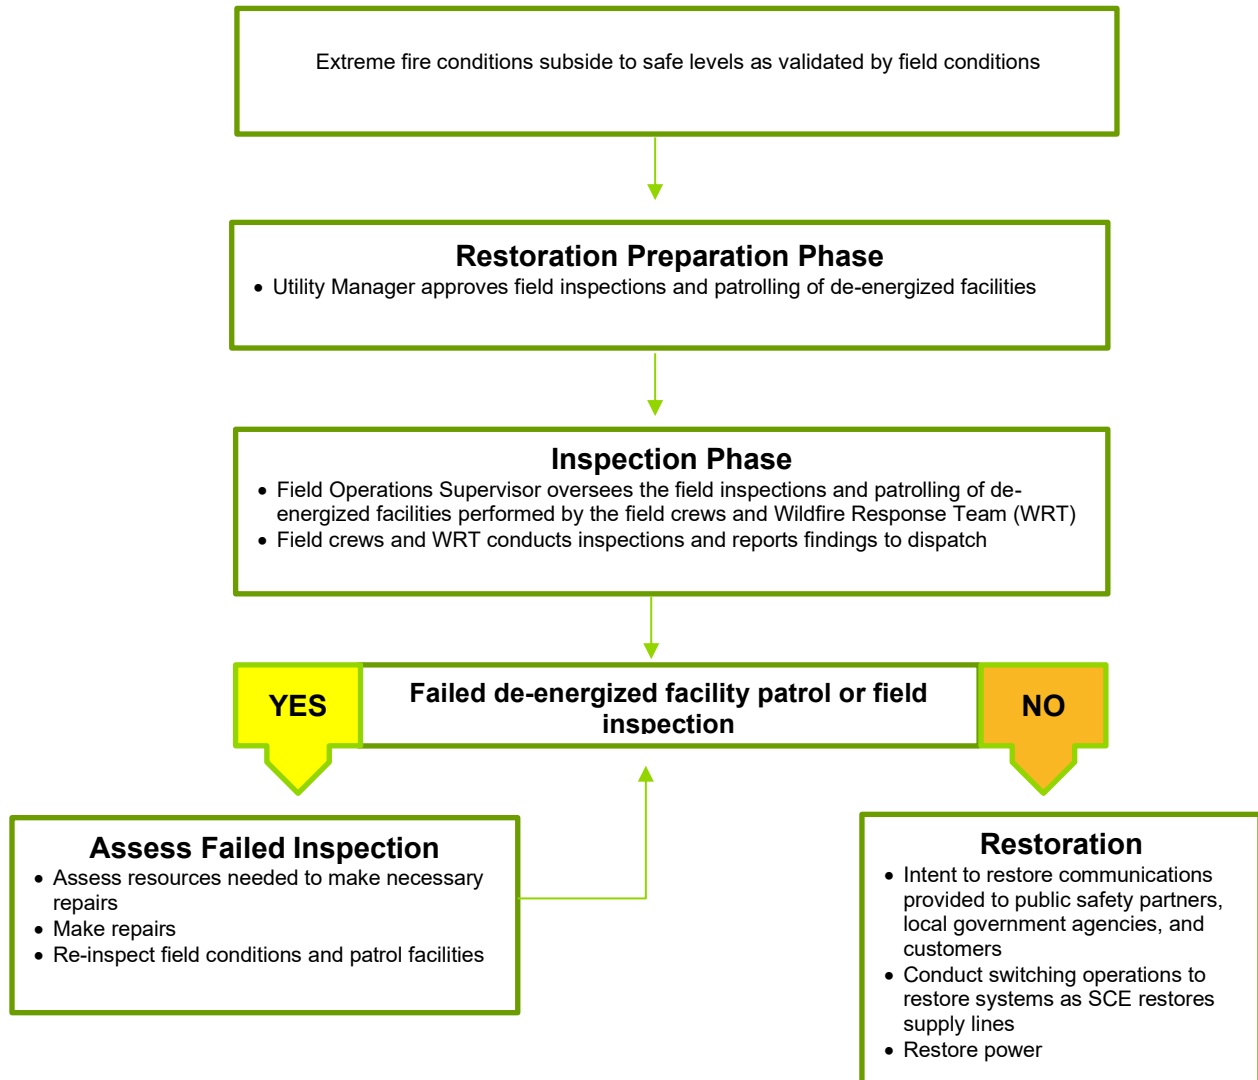 Extreme fire conditions subside to safe levels as validated by field conditions
Restoration Preparation Phase
• Utility Manager approves field inspections and patrolling of de-energized facilities
Inspection Phase
• Field Operations Supervisor oversees the field inspections and patrolling of de-
energized facilities performed by the field crews and Wildfire Response Team (WRT)
• Field crews and WRT conducts inspections and reports findings to dispatch
YES
Failed de-energized facility patrol or field
inspection
NO
Assess Failed Inspection
• Assess resources needed to make necessary
repairs
• Make repairs
• Re-inspect field conditions and patrol facilities
Restoration
• Intent to restore communications
provided to public safety partners,
local government agencies, and
customers
• Conduct switching operations to
restore systems as SCE restores
supply lines
• Restore power